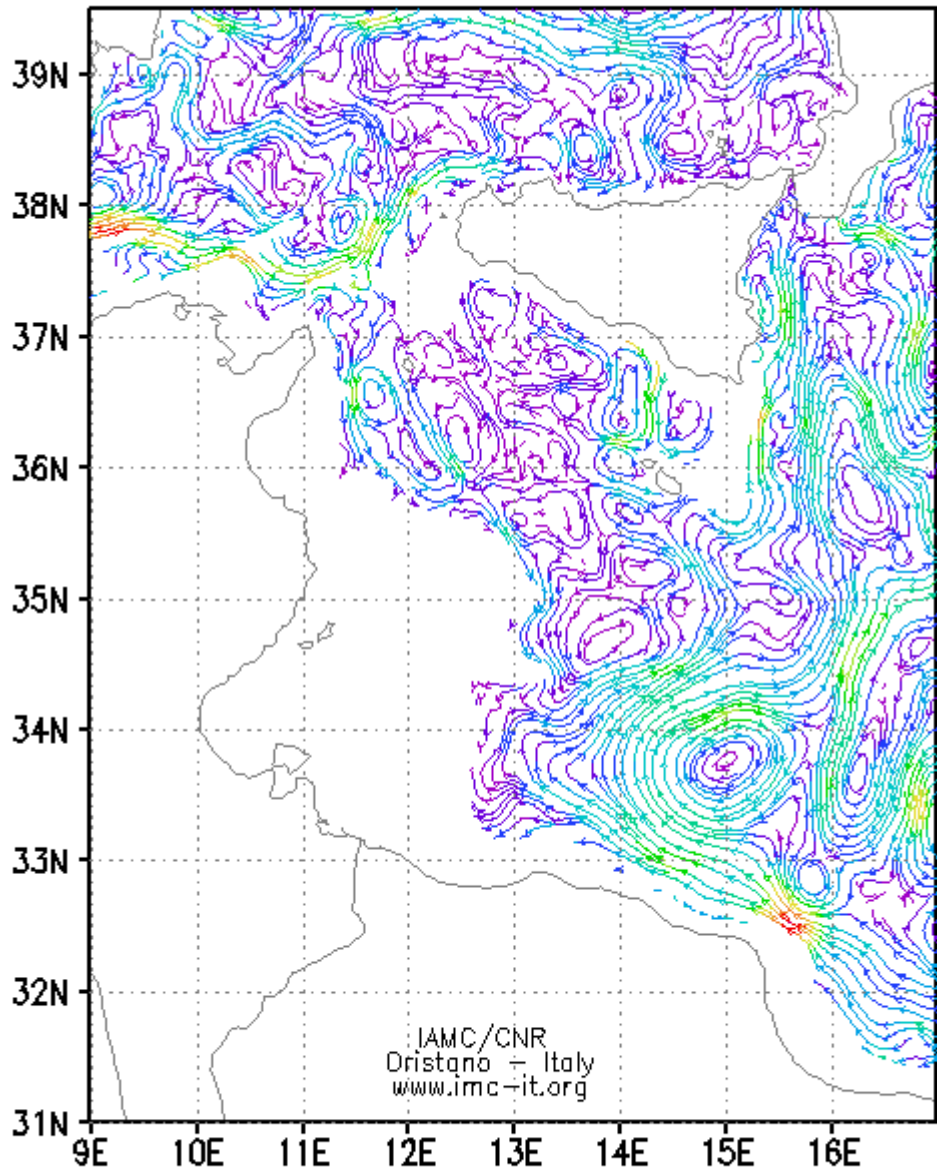 39N
38N
37N
36N
35N
34N
33N
32N
31N
IAMC/CNR
Oristano – Italy
www.imc-it.org
9E 10E 11E 12E 13E 14E 15E 16E